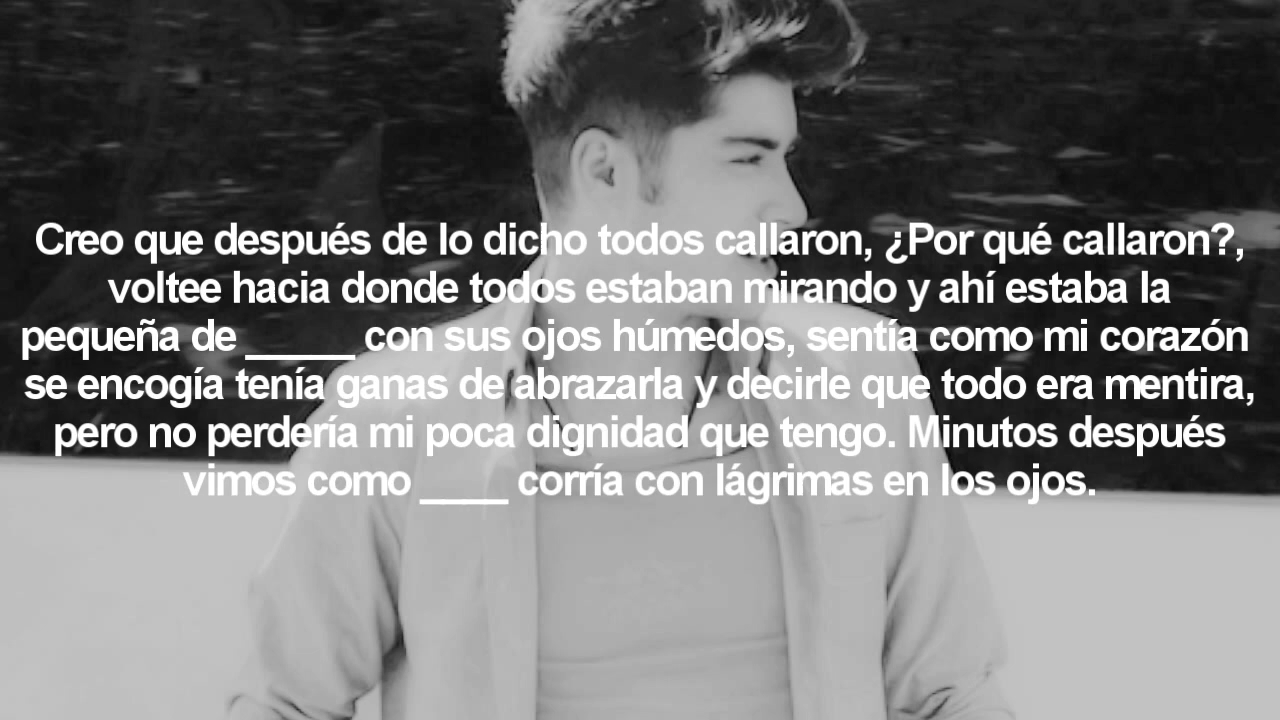 Creo que después de lo dicho todos callaron, ¿Por qué callaron?,
voltee hacia donde todos estaban mirando y ahí estaba la
pequeña de _____ con sus ojos húmedos, sentía como mi corazón
se encogía tenía ganas de abrazarla y decirle que todo era mentira,
pero no perdería mi poca dignidad que tengo. Minutos después
vimos como ____ corría con lágrimas en los ojos.